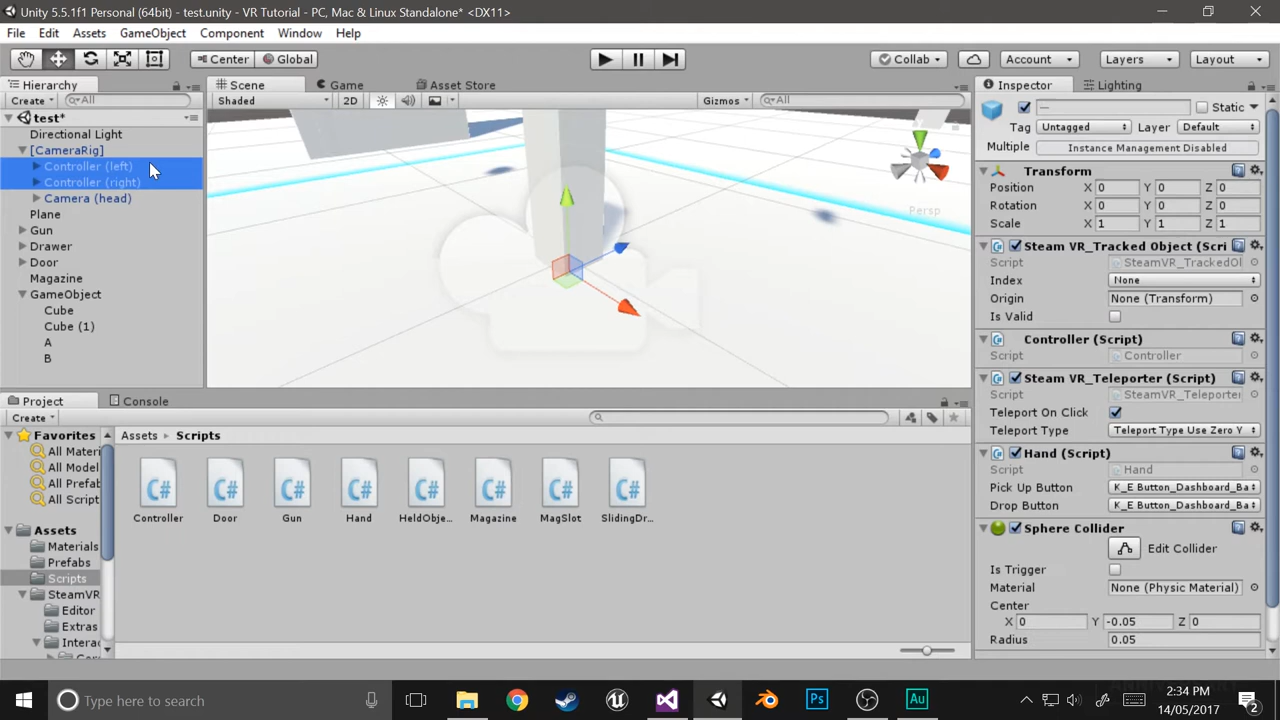 Unity 5.5.1f1 Personal (64bit) - test.unity - VR Tutorial - PC, Mac & Linux Standalone* <DX11>
File Edit Assets GameObject Component Window Help
Center Global Collab Account Layers Layout
Hierarchy Scene Game Asset Store Inspector Lighting
Create All Shaded 2D Gizmos All Static
test*
Directional Light
[CameraRig]
Controller (left)
Controller (right)
Camera (head)
Plane
Gun
Drawer
Door
Magazine
GameObject
Cube
Cube (1)
A
B
Persp
Tag Untagged Layer Default
Multiple Instance Management Disabled
Transform
Position X 0 Y 0 Z 0
Rotation X 0 Y 0 Z 0
Scale X 1 Y 1 Z 1
Steam VR_Tracked Object (Scri
Script SteamVR_TrackedOl
Index None
Origin None (Transform)
Is Valid
Controller (Script)
Script Controller
Steam VR_Teleporter (Script)
Script SteamVR_Teleporter
Teleport On Click
Teleport Type Teleport Type Use Zero Y
Hand (Script)
Script Hand
Pick Up Button K_E Button_Dashboard_Ba
Drop Button K_E Button_Dashboard_Ba
Sphere Collider
Edit Collider
Is Trigger
Material None (Physic Material)
Center
X 0 Y -0.05 Z 0
Radius 0.05
Project Console
Create
Favorites
All Materi
All Model
All Prefab
All Script
Assets
Materials
Prefabs
Scripts
SteamVR
Editor
Extras
Interac
Assets Scripts
Controller Door Gun Hand HeldObje... Magazine MagSlot SlidingDr...
Type here to search
Ps Au
2:34 PM
14/05/2017
2